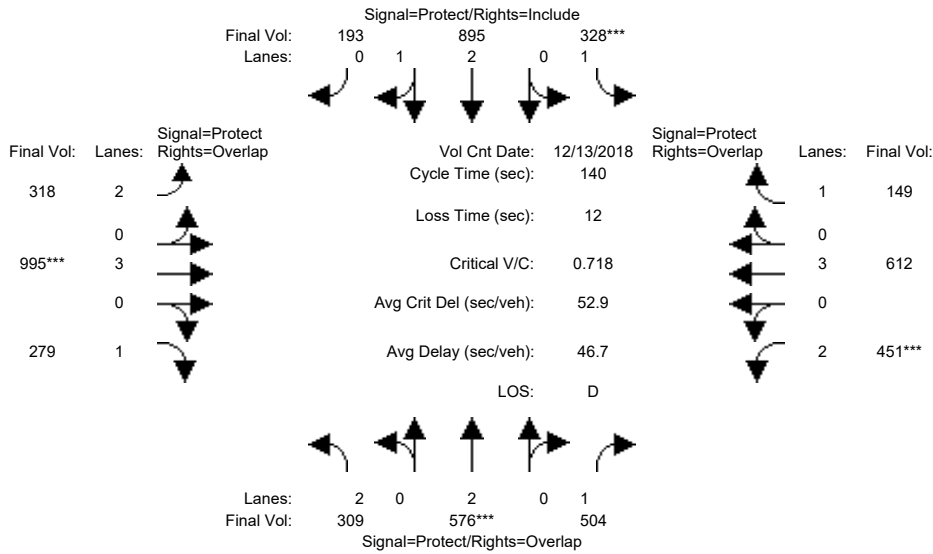 Signal=Protect/Rights=Include
Final Vol: 193 895 328***
Lanes: 0 1 2 0 1
Signal=Protect
Final Vol: Lanes: Rights=Overlap
Vol Cnt Date: 12/13/2018
Signal=Protect
Rights=Overlap Lanes: Final Vol:
Cycle Time (sec): 140
318 2
1 149
Loss Time (sec): 12
0
0
995*** 3
Critical V/C: 0.718
3 612
0
Avg Crit Del (sec/veh): 52.9
0
279 1
Avg Delay (sec/veh): 46.7
2 451***
LOS: D
Lanes: 2 0 2 0 1
Final Vol: 309 576*** 504
Signal=Protect/Rights=Overlap